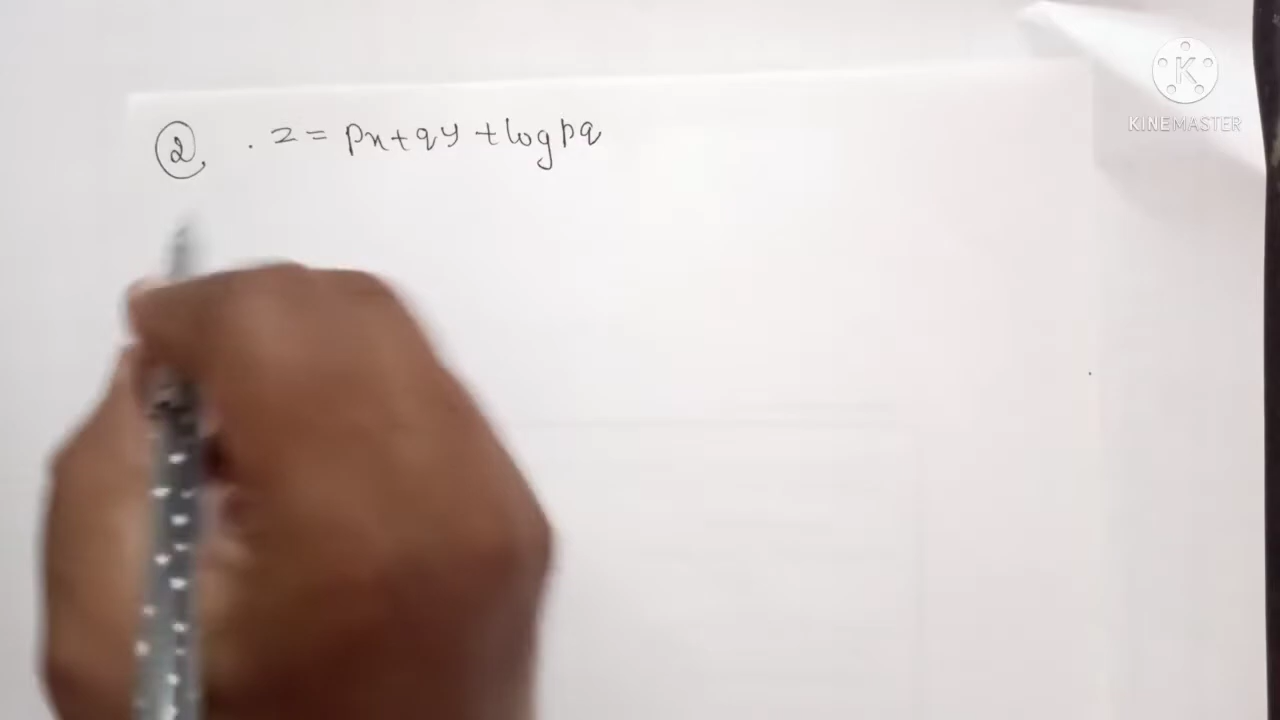 ② . z = px + qy + log pq
K
KINEMASTER